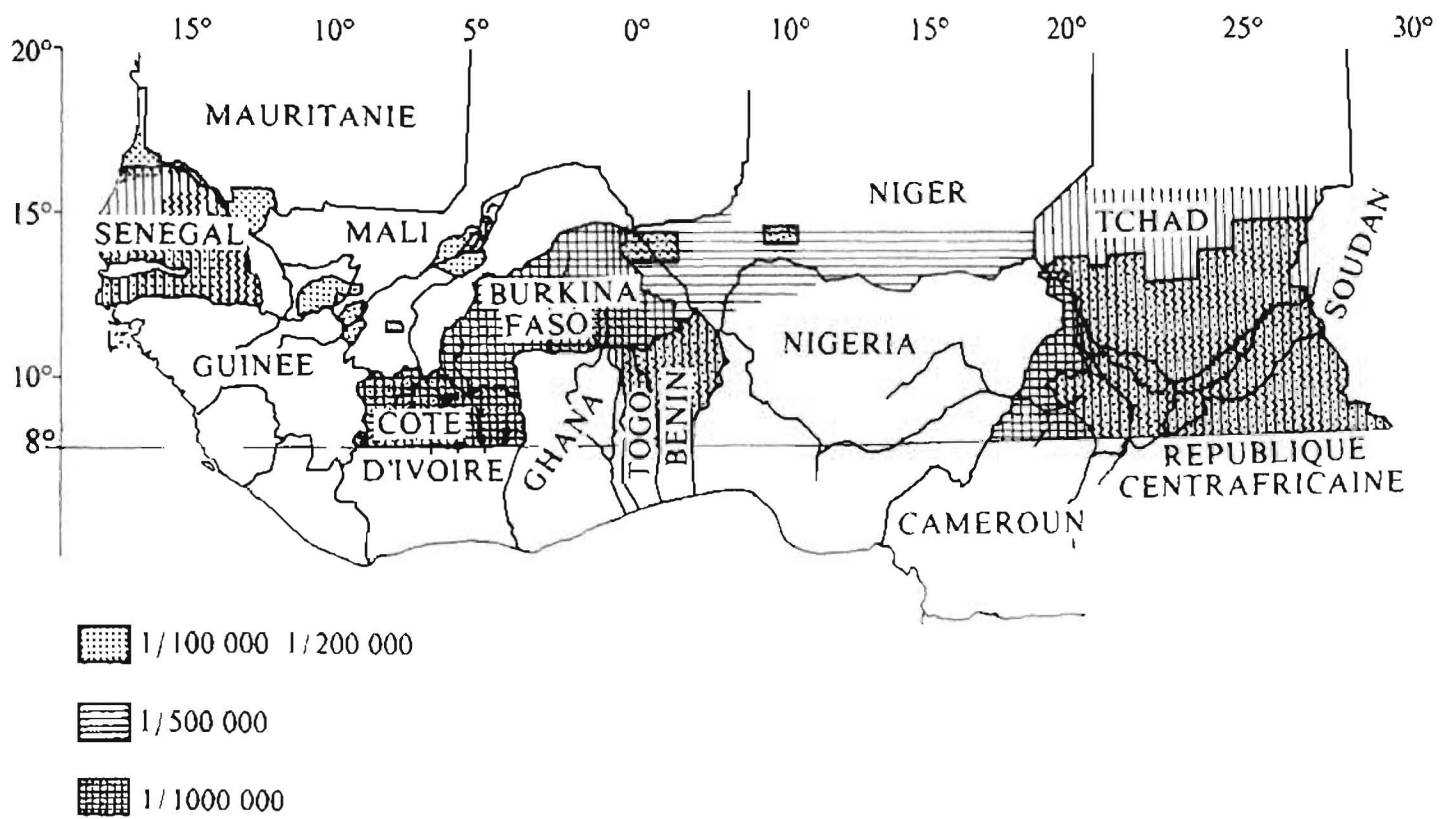 15° 10° 5° 0° 10° 15° 20° 25° 30°
20°
MAURITANIE
NIGER
15°
SENEGAL
MALI
TCHAD
SOUDAN
BURKINA
FASO
GUINEE
NIGERIA
10°
COTE
D'IVOIRE
GHANA
TOGO
BENIN
8°
REPUBLIQUE
CENTRAFRICAINE
CAMEROUN
1/100 000 1/200 000
1/500 000
1/1000 000